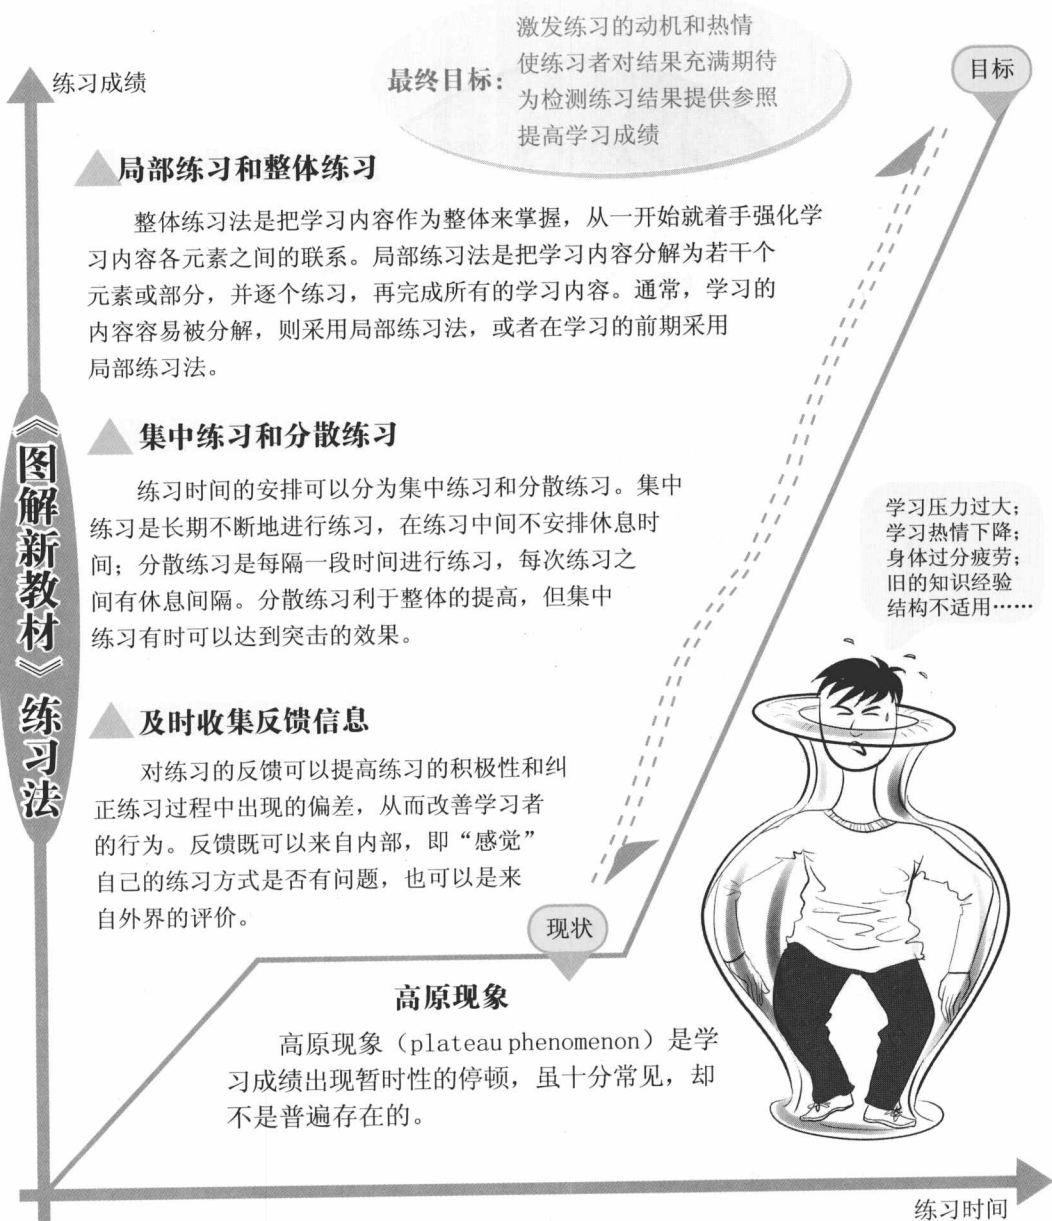 练习成绩
最终目标：
激发练习的动机和热情
使练习者对结果充满期待
为检测练习结果提供参照
提高学习成绩
目标
局部练习和整体练习
整体练习法是把学习内容作为整体来掌握，从一开始就着手强化学
习内容各元素之间的联系。局部练习法是把学习内容分解为若干个
元素或部分，并逐个练习，再完成所有的学习内容。通常，学习的
内容容易被分解，则采用局部练习法，或者在学习的前期采用
局部练习法。
《图解新教材》练习法
集中练习和分散练习
练习时间的安排可以分为集中练习和分散练习。集中
练习是长期不断地进行练习，在练习中间不安排休息时
间；分散练习是每隔一段时间进行练习，每次练习之
间有休息间隔。分散练习利于整体的提高，但集中
练习有时可以达到突击的效果。
学习压力过大；
学习热情下降；
身体过分疲劳；
旧的知识经验
结构不适用……
及时收集反馈信息
对练习的反馈可以提高练习的积极性和纠
正练习过程中出现的偏差，从而改善学习者
的行为。反馈既可以来自内部，即“感觉”
自己的练习方式是否有问题，也可以是来
自外界的评价。
现状
高原现象
高原现象（plateau phenomenon）是学
习成绩出现暂时性的停顿，虽十分常见，却
不是普遍存在的。
练习时间